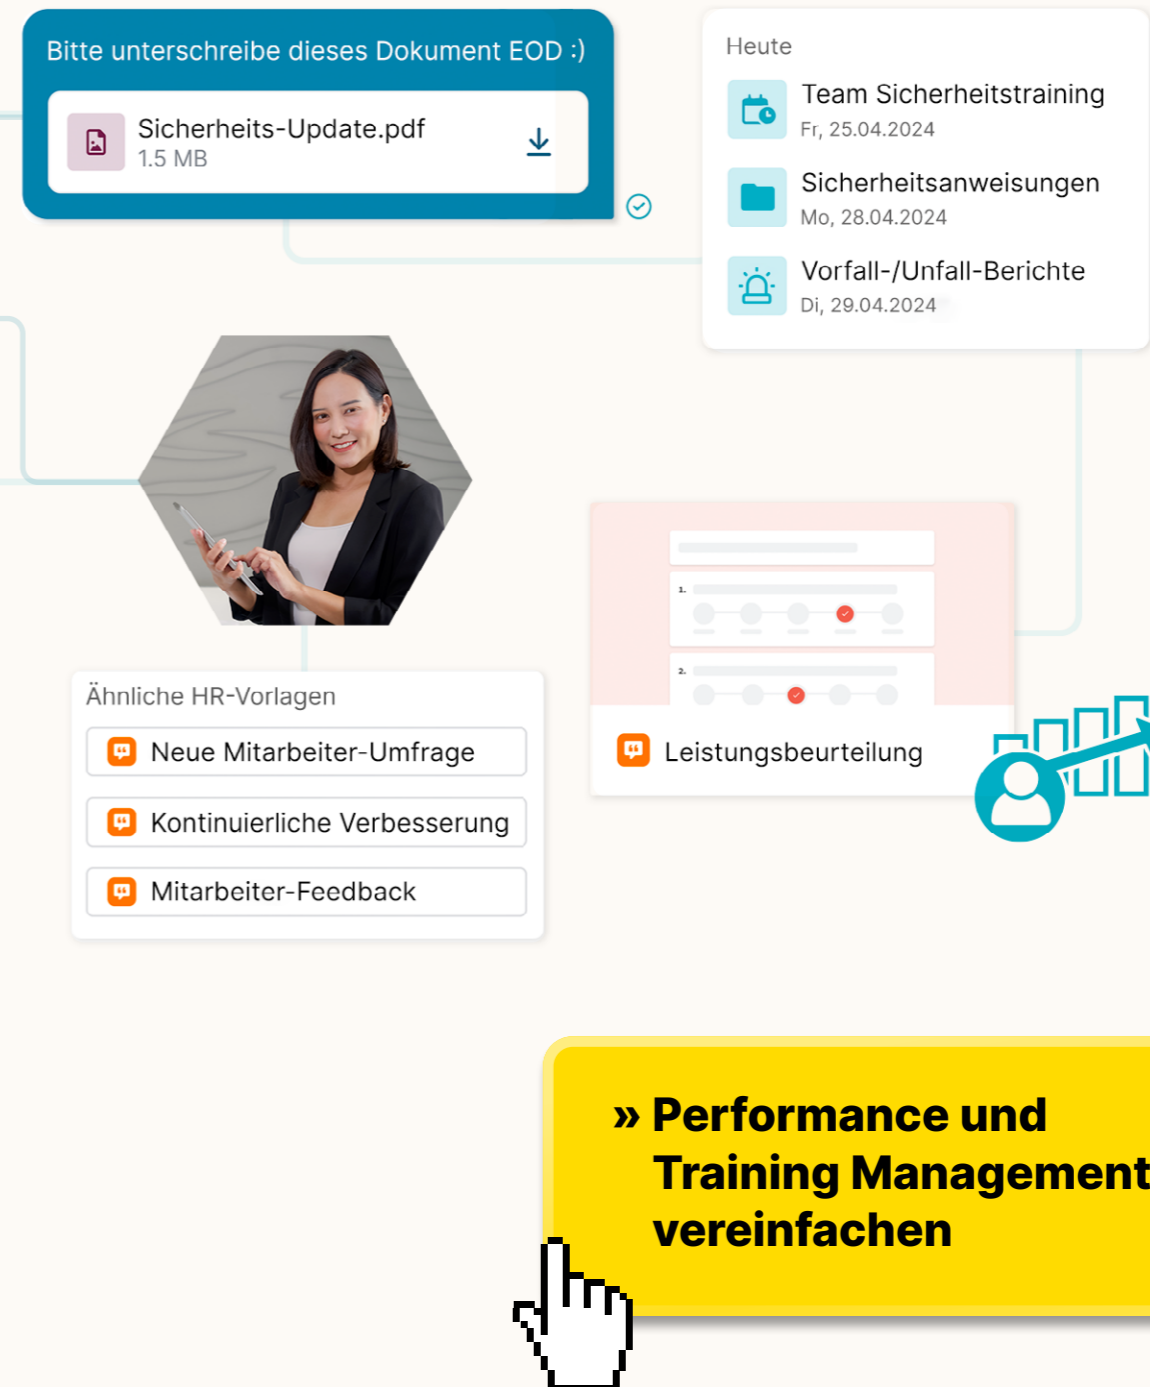 Bitte unterschreibe dieses Dokument EOD :)
Sicherheits-Update.pdf
1.5 MB
Heute
Team Sicherheitstraining
Fr, 25.04.2024
Sicherheitsanweisungen
Mo, 28.04.2024
Vorfall-/Unfall-Berichte
Di, 29.04.2024
1.
2.
Leistungsbeurteilung
Ähnliche HR-Vorlagen
Neue Mitarbeiter-Umfrage
Kontinuierliche Verbesserung
Mitarbeiter-Feedback
» Performance und
Training Management
vereinfachen